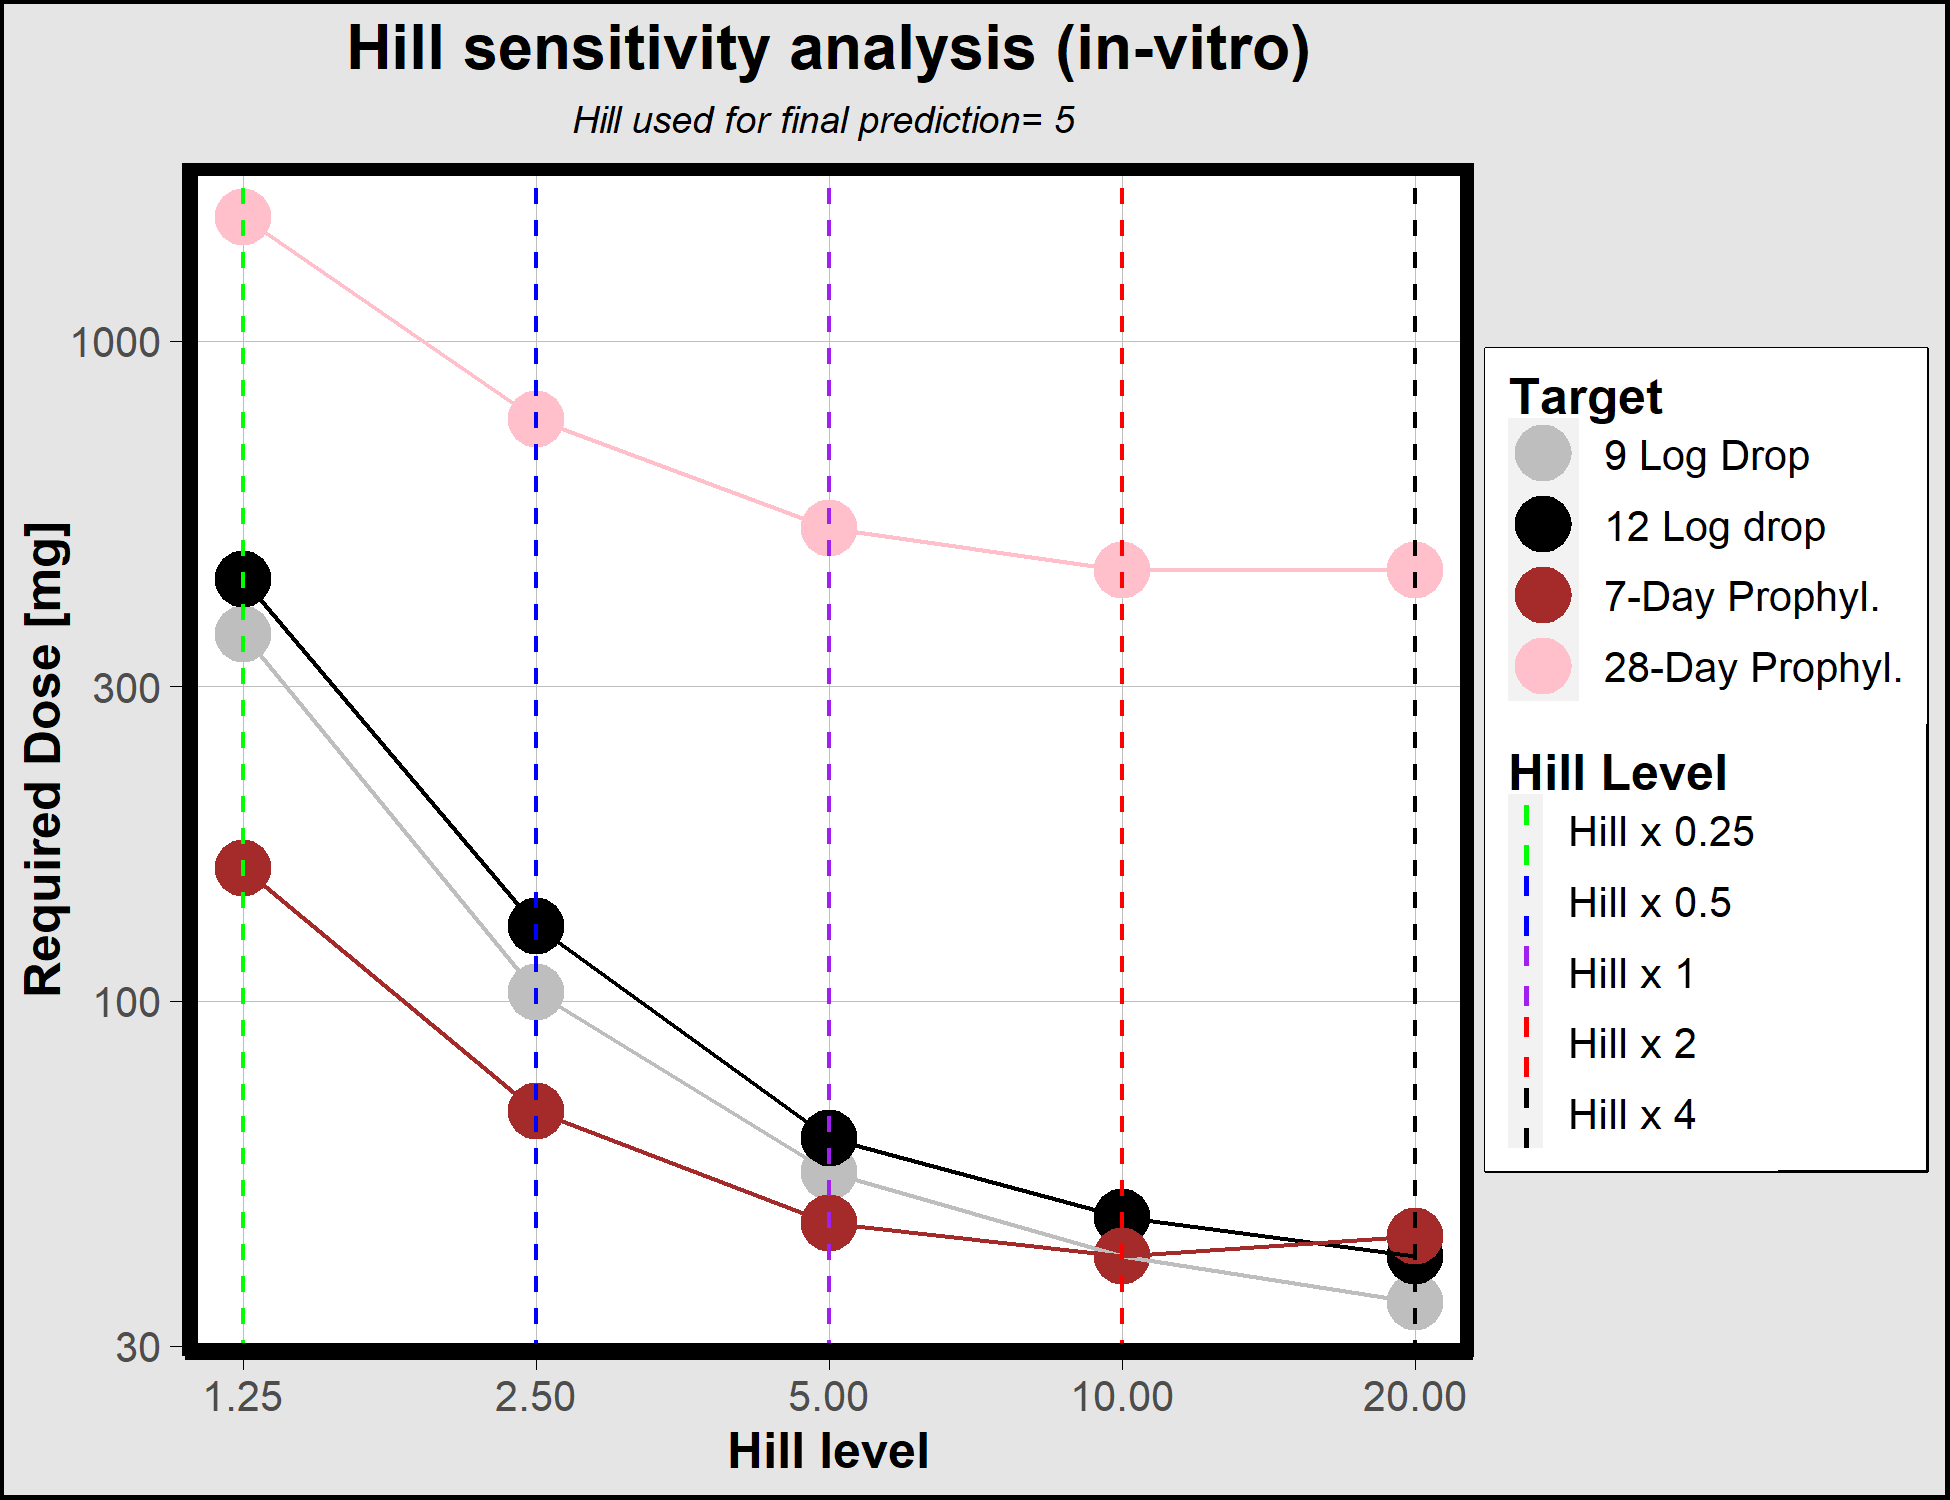 Hill sensitivity analysis (in-vitro)
Hill used for final prediction= 5
Required Dose [mg]
1000
300
100
30
1.25
2.50
5.00
10.00
20.00
Hill level
Target
9 Log Drop
12 Log drop
7-Day Prophyl.
28-Day Prophyl.
Hill Level
Hill x 0.25
Hill x 0.5
Hill x 1
Hill x 2
Hill x 4